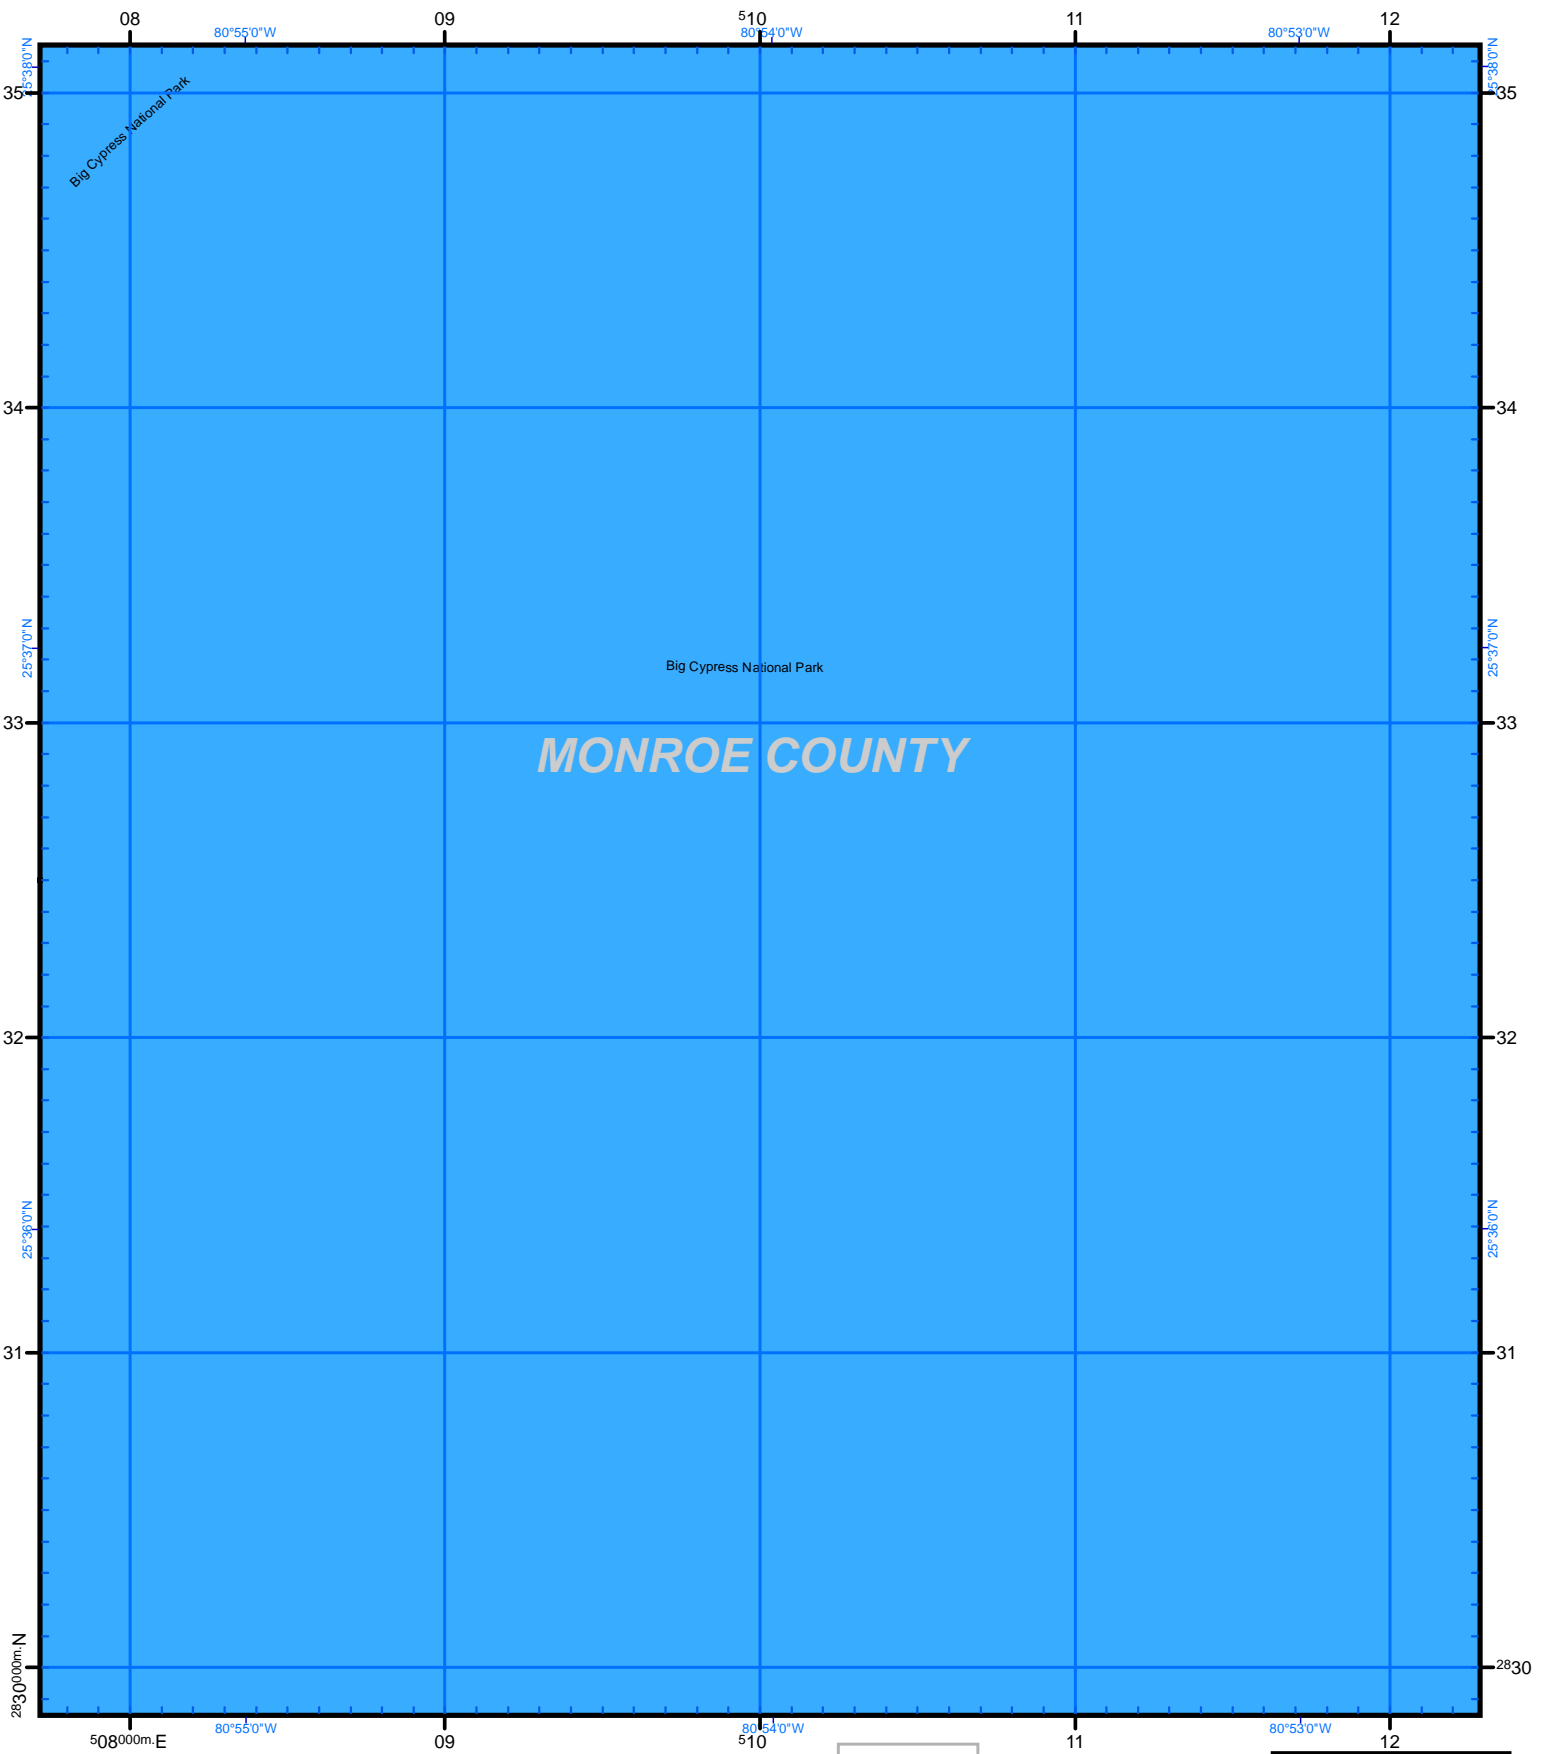 08 09 510 11 12
80°55'0"W 80°54'0"W 80°53'0"W
25°38'0"N 25°38'0"N
35 35
Big Cypress National Park
34 34
25°37'0"N 25°37'0"N
Big Cypress National Park
33 33
MONROE COUNTY
32 32
25°36'0"N 25°36'0"N
31 31
2830000m.N 2830
80°55'0"W 80°54'0"W 80°53'0"W
508000m.E 09 510 11 12